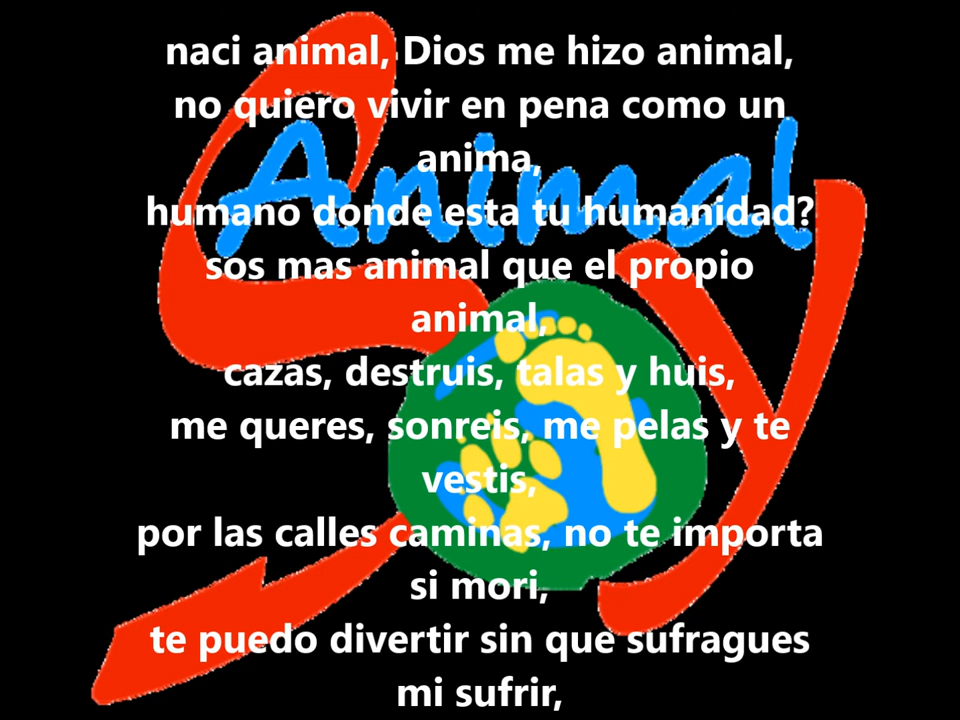 naci animal, Dios me hizo animal,
no quiero vivir en pena como un
anima,
humano donde esta tu humanidad?
sos mas animal que el propio
animal,
cazas, destruis, talas y huis,
me queres, sonreis, me pelas y te
vestis,
por las calles caminas, no te importa
si mori,
te puedo divertir sin que sufragues
mi sufrir,
Soy
Animal